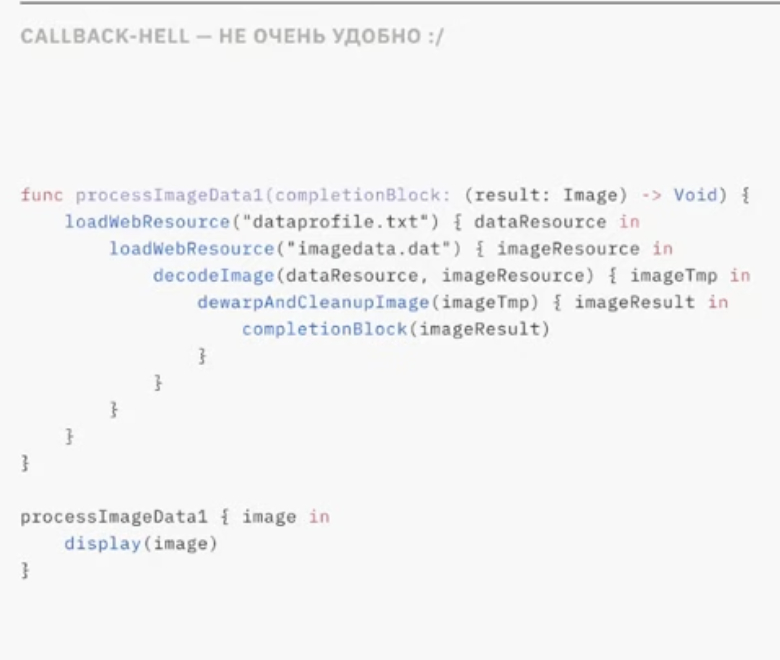 CALLBACK-HELL — НЕ ОЧЕНЬ УДОБНО :/
func processImageData1(completionBlock: (result: Image) -> Void) {
    loadWebResource("dataprofile.txt") { dataResource in
        loadWebResource("imagedata.dat") { imageResource in
            decodeImage(dataResource, imageResource) { imageTmp in
                dewarpAndCleanupImage(imageTmp) { imageResult in
                    completionBlock(imageResult)
                }
            }
        }
    }
}
processImageData1 { image in
    display(image)
}